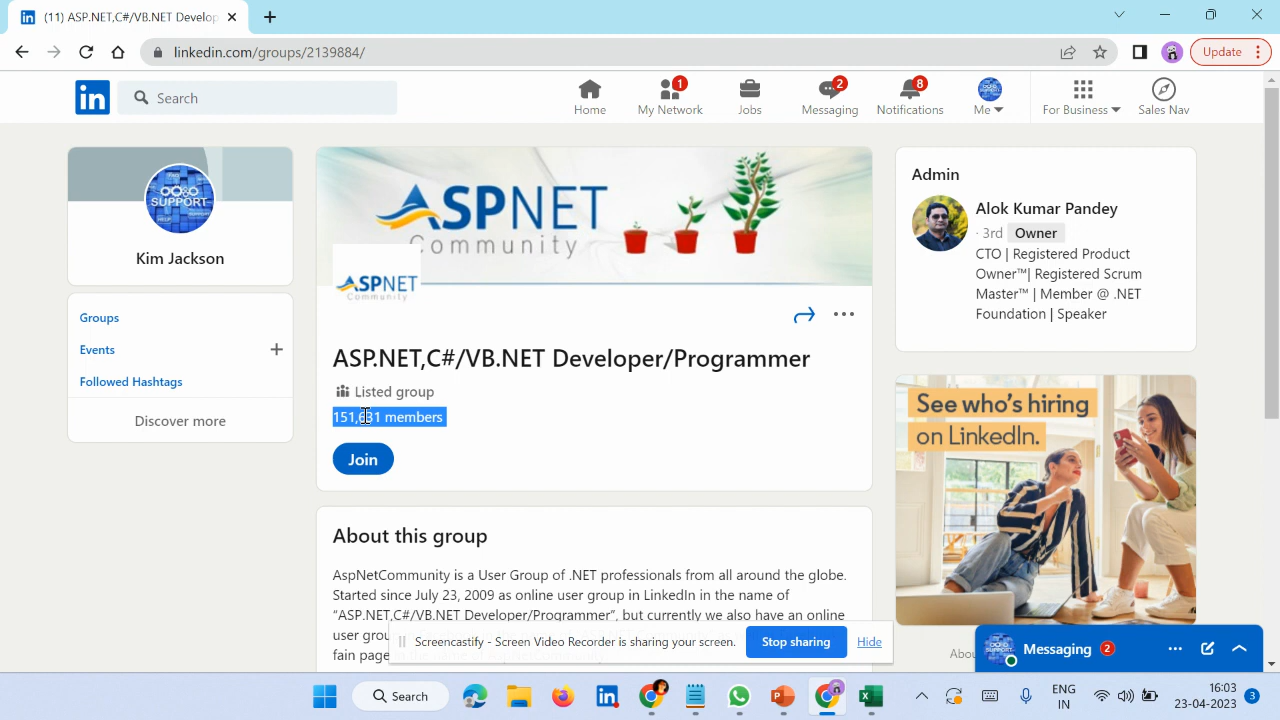 (11) ASP.NET,C#/VB.NET Develop
linkedin.com/groups/2139884/
Update
in
Search
Home
1
My Network
Jobs
2
Messaging
8
Notifications
Me
For Business
Sales Nav
SUPPORT
Kim Jackson
Groups
Events
Followed Hashtags
Discover more
ASPNET
Community
ASPNET
Community
ASP.NET,C#/VB.NET Developer/Programmer
Listed group
151,631 members
Join
About this group
AspNetCommunity is a User Group of .NET professionals from all around the globe.
Started since July 23, 2009 as online user group in LinkedIn in the name of
“ASP.NET,C#/VB.NET Developer/Programmer”, but currently we also have an online
user grou
fain page
Admin
Alok Kumar Pandey
· 3rd Owner
CTO | Registered Product
Owner™| Registered Scrum
Master™ | Member @ .NET
Foundation | Speaker
See who's hiring
on LinkedIn.
Abou
Screencastify - Screen Video Recorder is sharing your screen.
Stop sharing
Hide
Messaging 2
Search
ENG
IN
16:03
23-04-2023
3